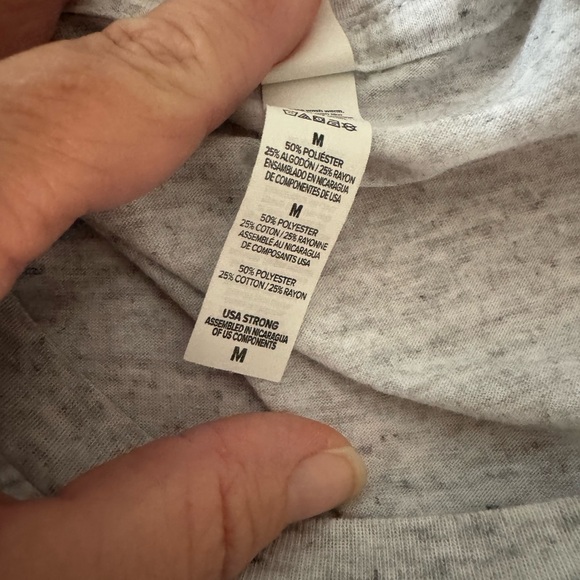 M
50% POLIÉSTER
25% ALGODÓN / 25% RAYON
ENSAMBLADO EN NICARAGUA
DE COMPONENTES DE USA
M
50% POLYESTER
25% COTON / 25% RAYONNE
ASSEMBLÉ AU NICARAGUA
DE COMPOSANTS USA
50% POLYESTER
25% COTTON / 25% RAYON
USA STRONG
ASSEMBLED IN NICARAGUA
OF US COMPONENTS
M